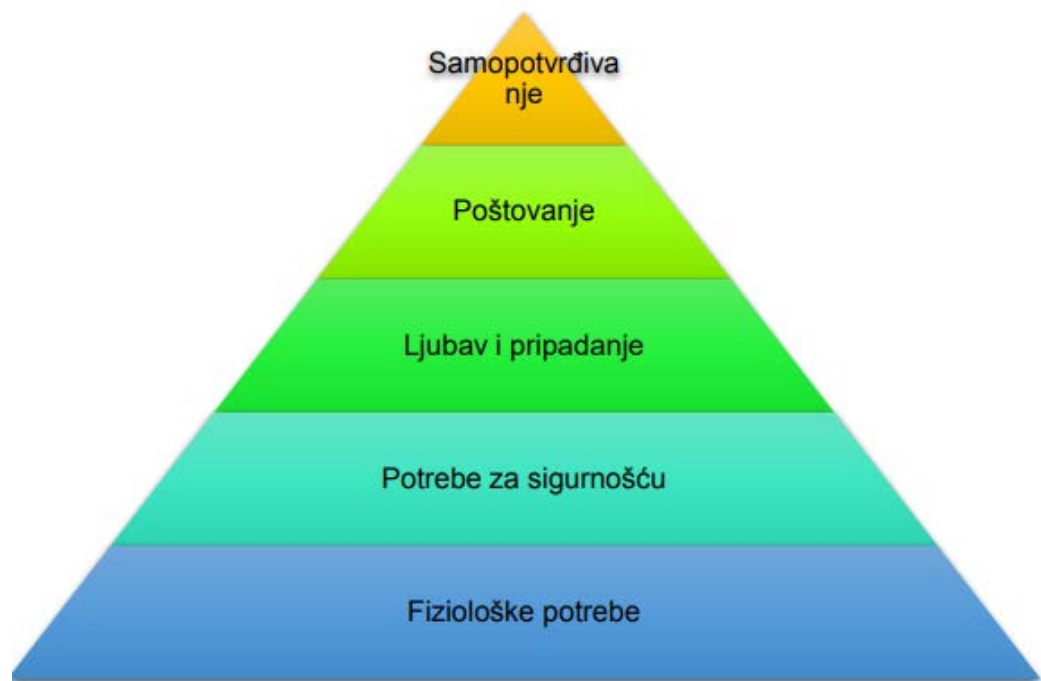 Samopotvrđiva
nje
Poštovanje
Ljubav i pripadanje
Potrebe za sigurnošću
Fiziološke potrebe